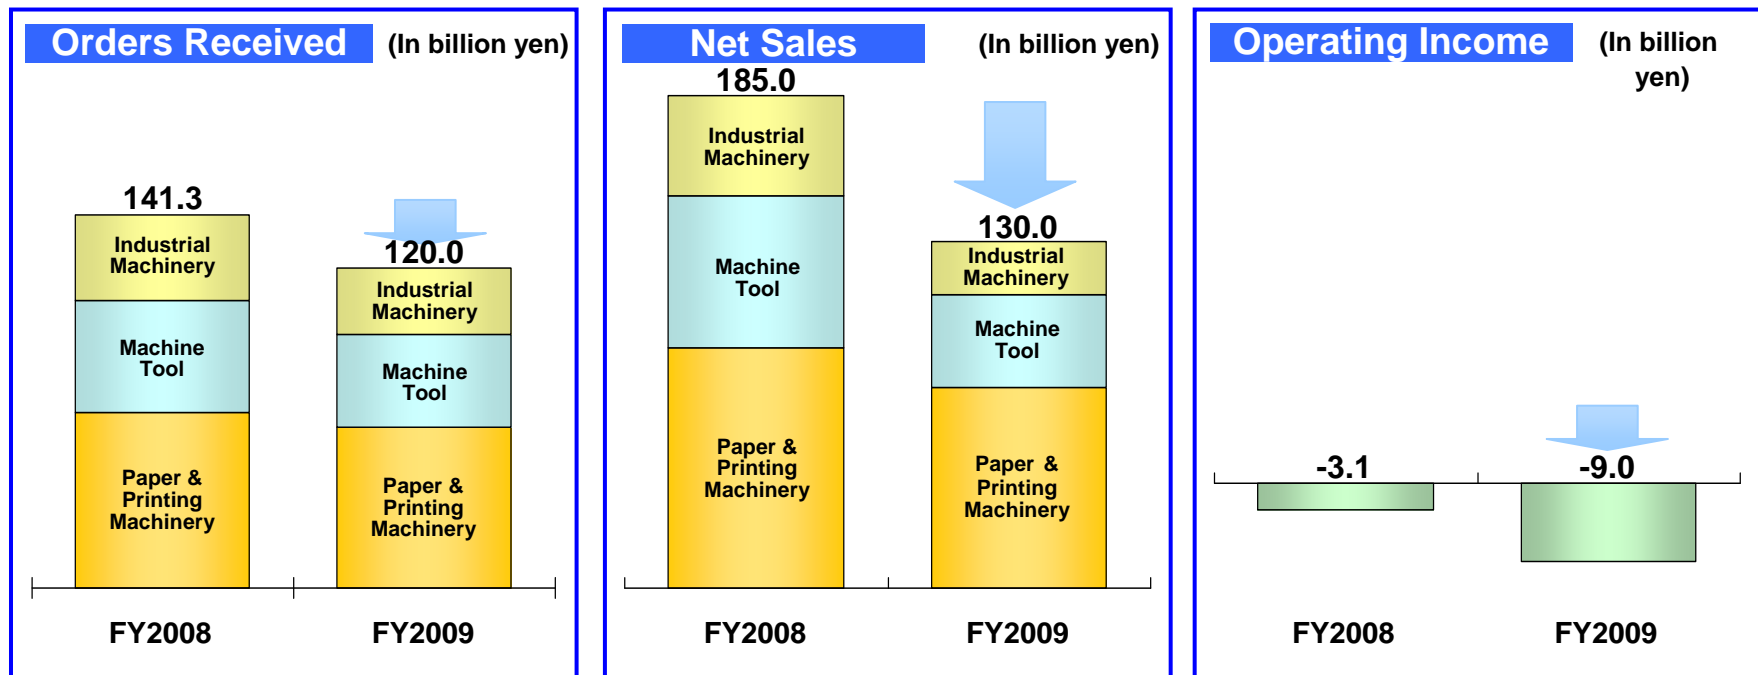 Orders Received
(In billion yen)
141.3
Industrial
Machinery
Machine
Tool
Paper &
Printing
Machinery
120.0
Industrial
Machinery
Machine
Tool
Paper &
Printing
Machinery
FY2008
FY2009
Net Sales
(In billion yen)
185.0
Industrial
Machinery
Machine
Tool
Paper &
Printing
Machinery
130.0
Industrial
Machinery
Machine
Tool
Paper &
Printing
Machinery
FY2008
FY2009
Operating Income
(In billion
yen)
-3.1
-9.0
FY2008
FY2009